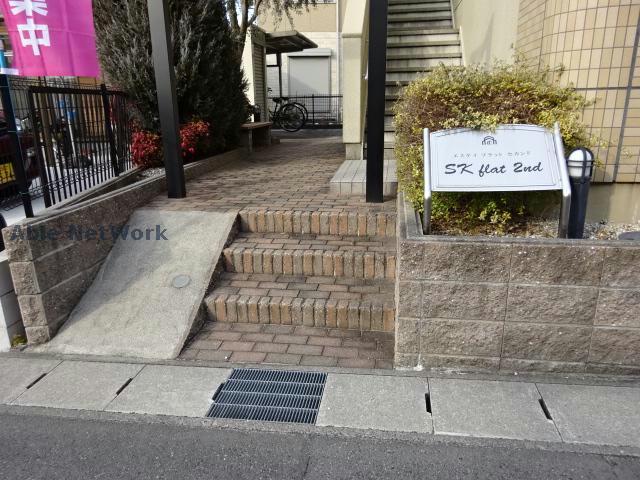 集中
エスケイ フラット セカンド
SK flat 2nd
Able Network